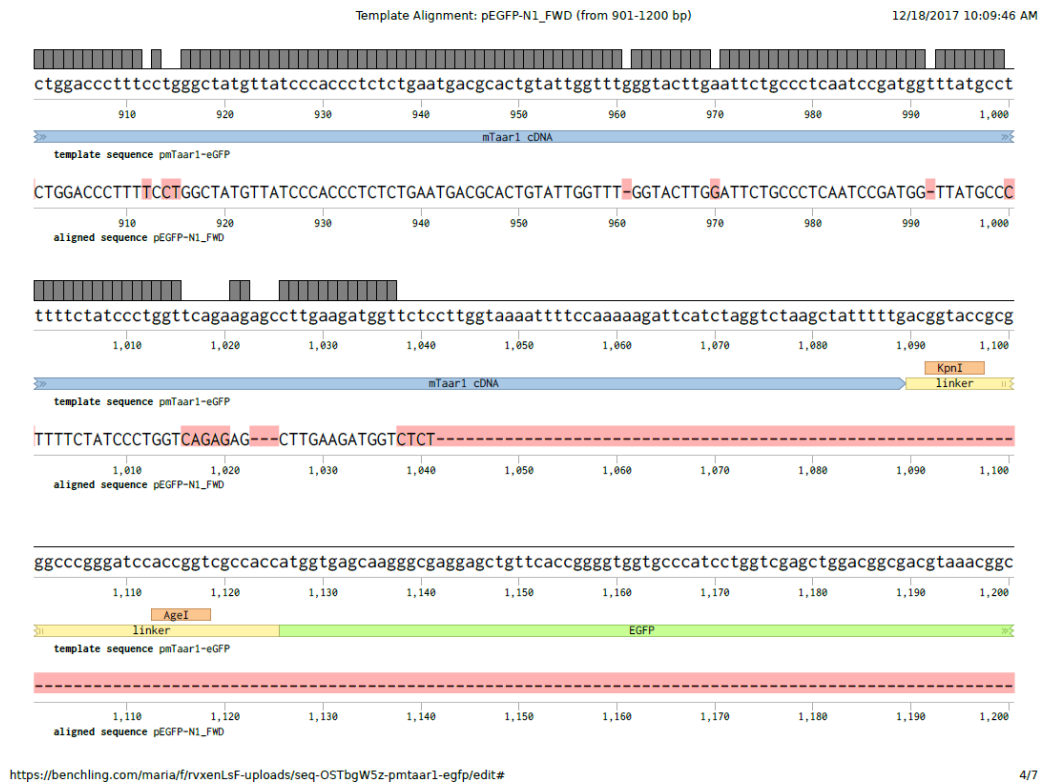 Template Alignment: pEGFP-N1_FWD (from 901-1200 bp)
12/18/2017 10:09:46 AM
ctggaccctttcctgggctatgttatcccaccctctctgaatgacgcactgtattggtttgggtacttgaattctgccctcaatccgatggtttatgcct
910 920 930 940 950 960 970 980 990 1,000
mTaar1 cDNA
template sequence pmTaar1-eGFP
CTGGACCCTTTTCCTGGCTATGTTATCCCACCCTCTCTGAATGACGCACTGTATTGGTTT-GGTACTTGGATTCTGCCCTCAATCCGATGG-TTATGCCC
910 920 930 940 950 960 970 980 990 1,000
aligned sequence pEGFP-N1_FWD
ttttctatccctggttcagaagagccttgaagatggttctccttggtaaaattttccaaaaagattcatctaggtctaagctatttttgacggtaccgcg
1,010 1,020 1,030 1,040 1,050 1,060 1,070 1,080 1,090 1,100
KpnI
mTaar1 cDNA linker
template sequence pmTaar1-eGFP
TTTTCTATCCCTGGTCAGAGAG---CTTGAAGATGGTCTCT-----------------------------------------------------------
1,010 1,020 1,030 1,040 1,050 1,060 1,070 1,080 1,090 1,100
aligned sequence pEGFP-N1_FWD
ggcccgggatccaccggtcgccaccatggtgagcaagggcgaggagctgttcaccggggtggtgcccatcctggtcgagctggacggcgacgtaaacggc
1,110 1,120 1,130 1,140 1,150 1,160 1,170 1,180 1,190 1,200
AgeI
linker EGFP
template sequence pmTaar1-eGFP
----------------------------------------------------------------------------------------------------
1,110 1,120 1,130 1,140 1,150 1,160 1,170 1,180 1,190 1,200
aligned sequence pEGFP-N1_FWD
https://benchling.com/maria/f/rvxenLsF-uploads/seq-OSTbgW5z-pmtaar1-egfp/edit#
4/7